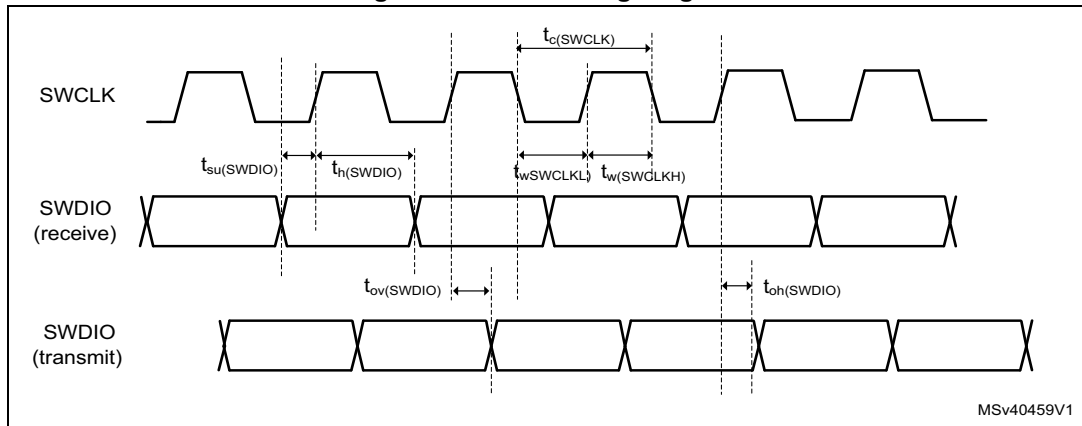 tc(SWCLK)
SWCLK
tsu(SWDIO) th(SWDIO) twSWCLKL) tw(SWCLKH)
SWDIO
(receive)
tov(SWDIO) toh(SWDIO)
SWDIO
(transmit)
MSv40459V1